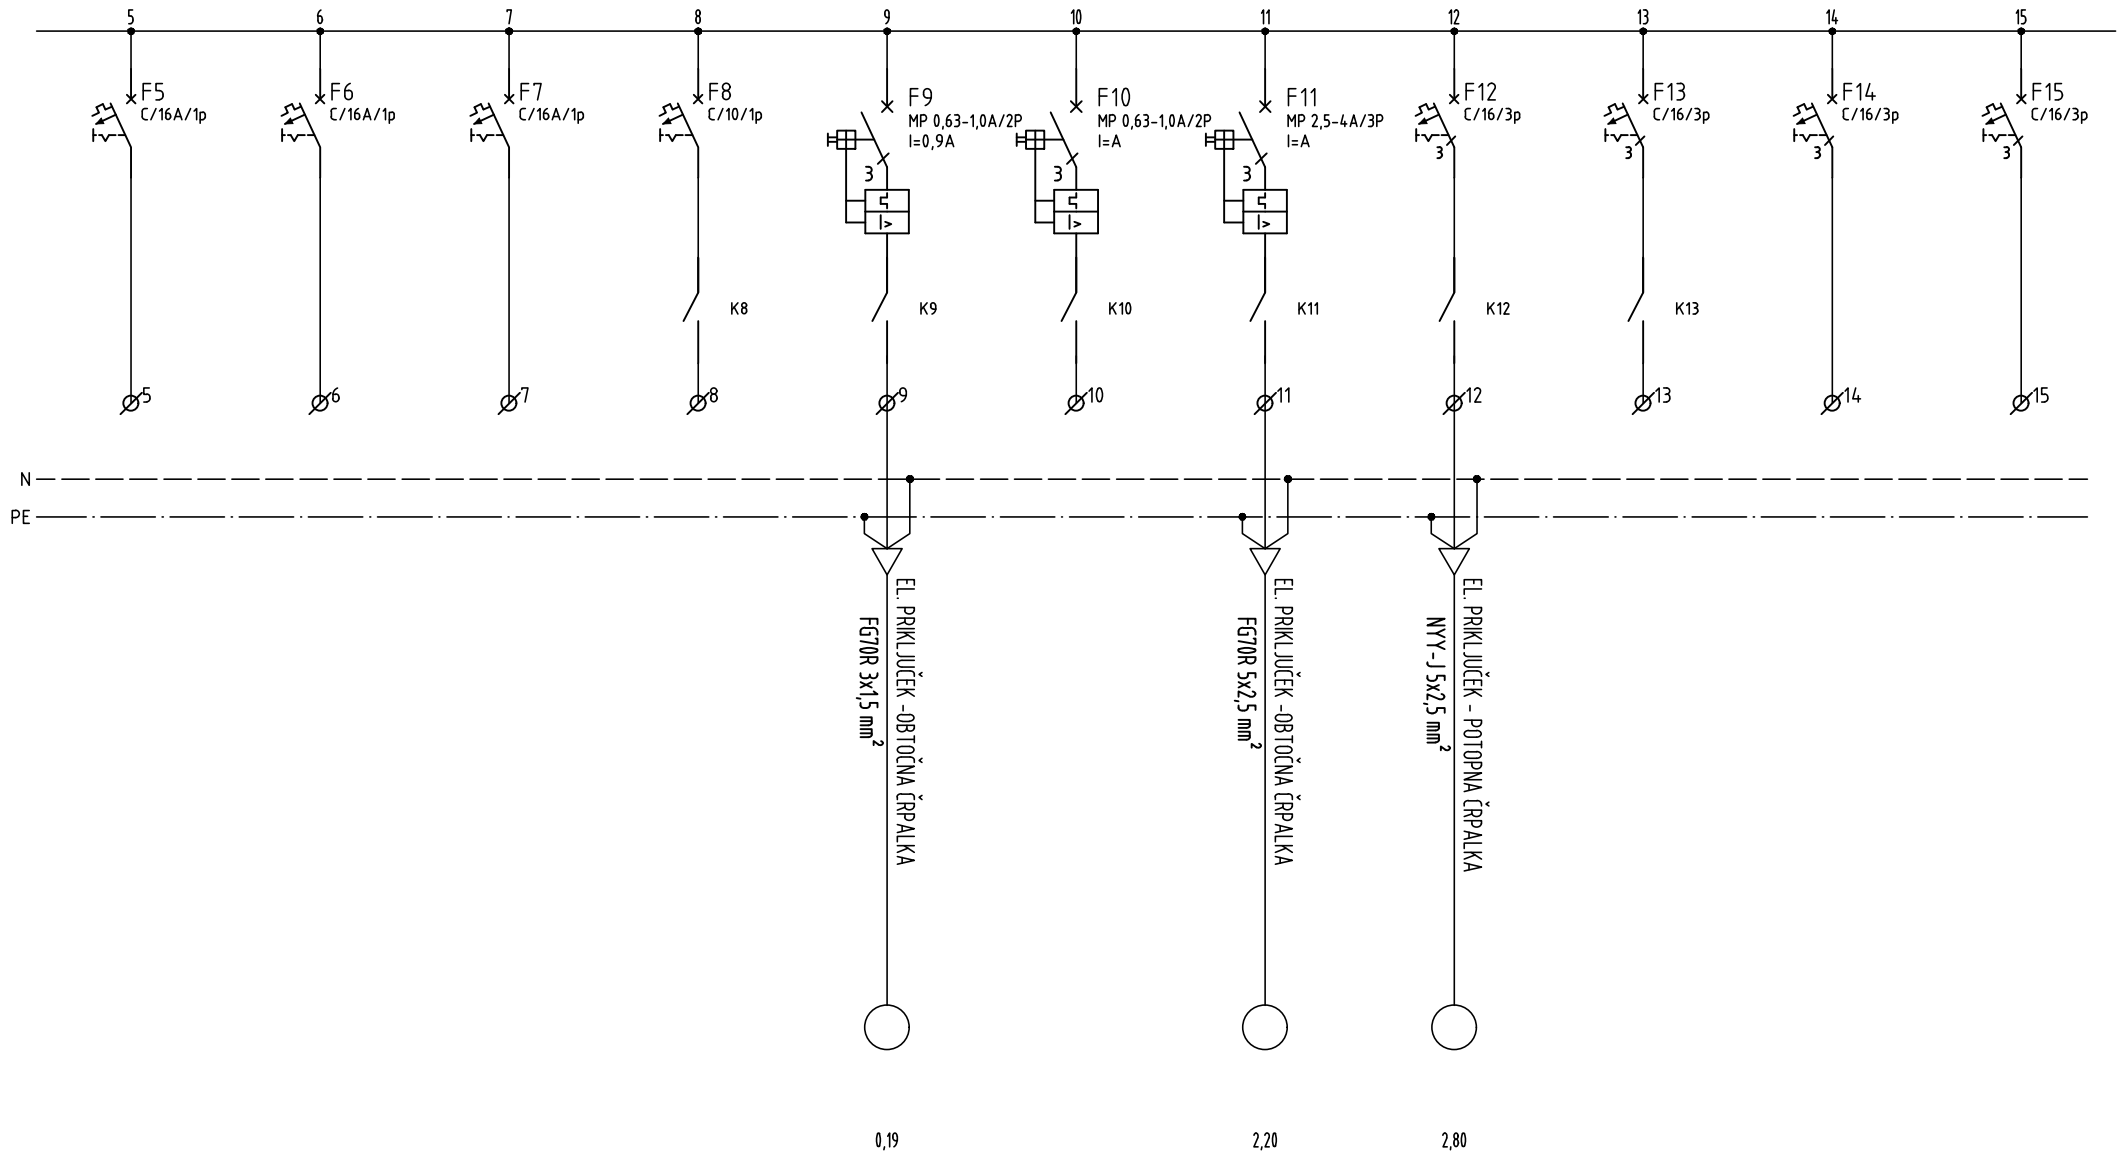 5 6 7 8 9 10 11 12 13 14 15
F5
C/16A/1p
F6
C/16A/1p
F7
C/16A/1p
F8
C/10/1p
F9
MP 0,63-1,0A/2P
I=0,9A
3
I>
F10
MP 0,63-1,0A/2P
I=A
3
I>
F11
MP 2,5-4A/3P
I=A
3
I>
F12
C/16/3p
3
F13
C/16/3p
3
F14
C/16/3p
3
F15
C/16/3p
3
K8 K9 K10 K11 K12 K13
5 6 7 8 9 10 11 12 13 14 15
N
PE
EL. PRIKLJUČEK -OBTOČNA ČRPALKA
FG70R 3x1,5 mm²
EL. PRIKLJUČEK -OBTOČNA ČRPALKA
FG70R 5x2,5 mm²
EL. PRIKLJUČEK - POTOPNA ČRPALKA
NYY-J 5x2,5 mm²
0,19 2,20 2,80